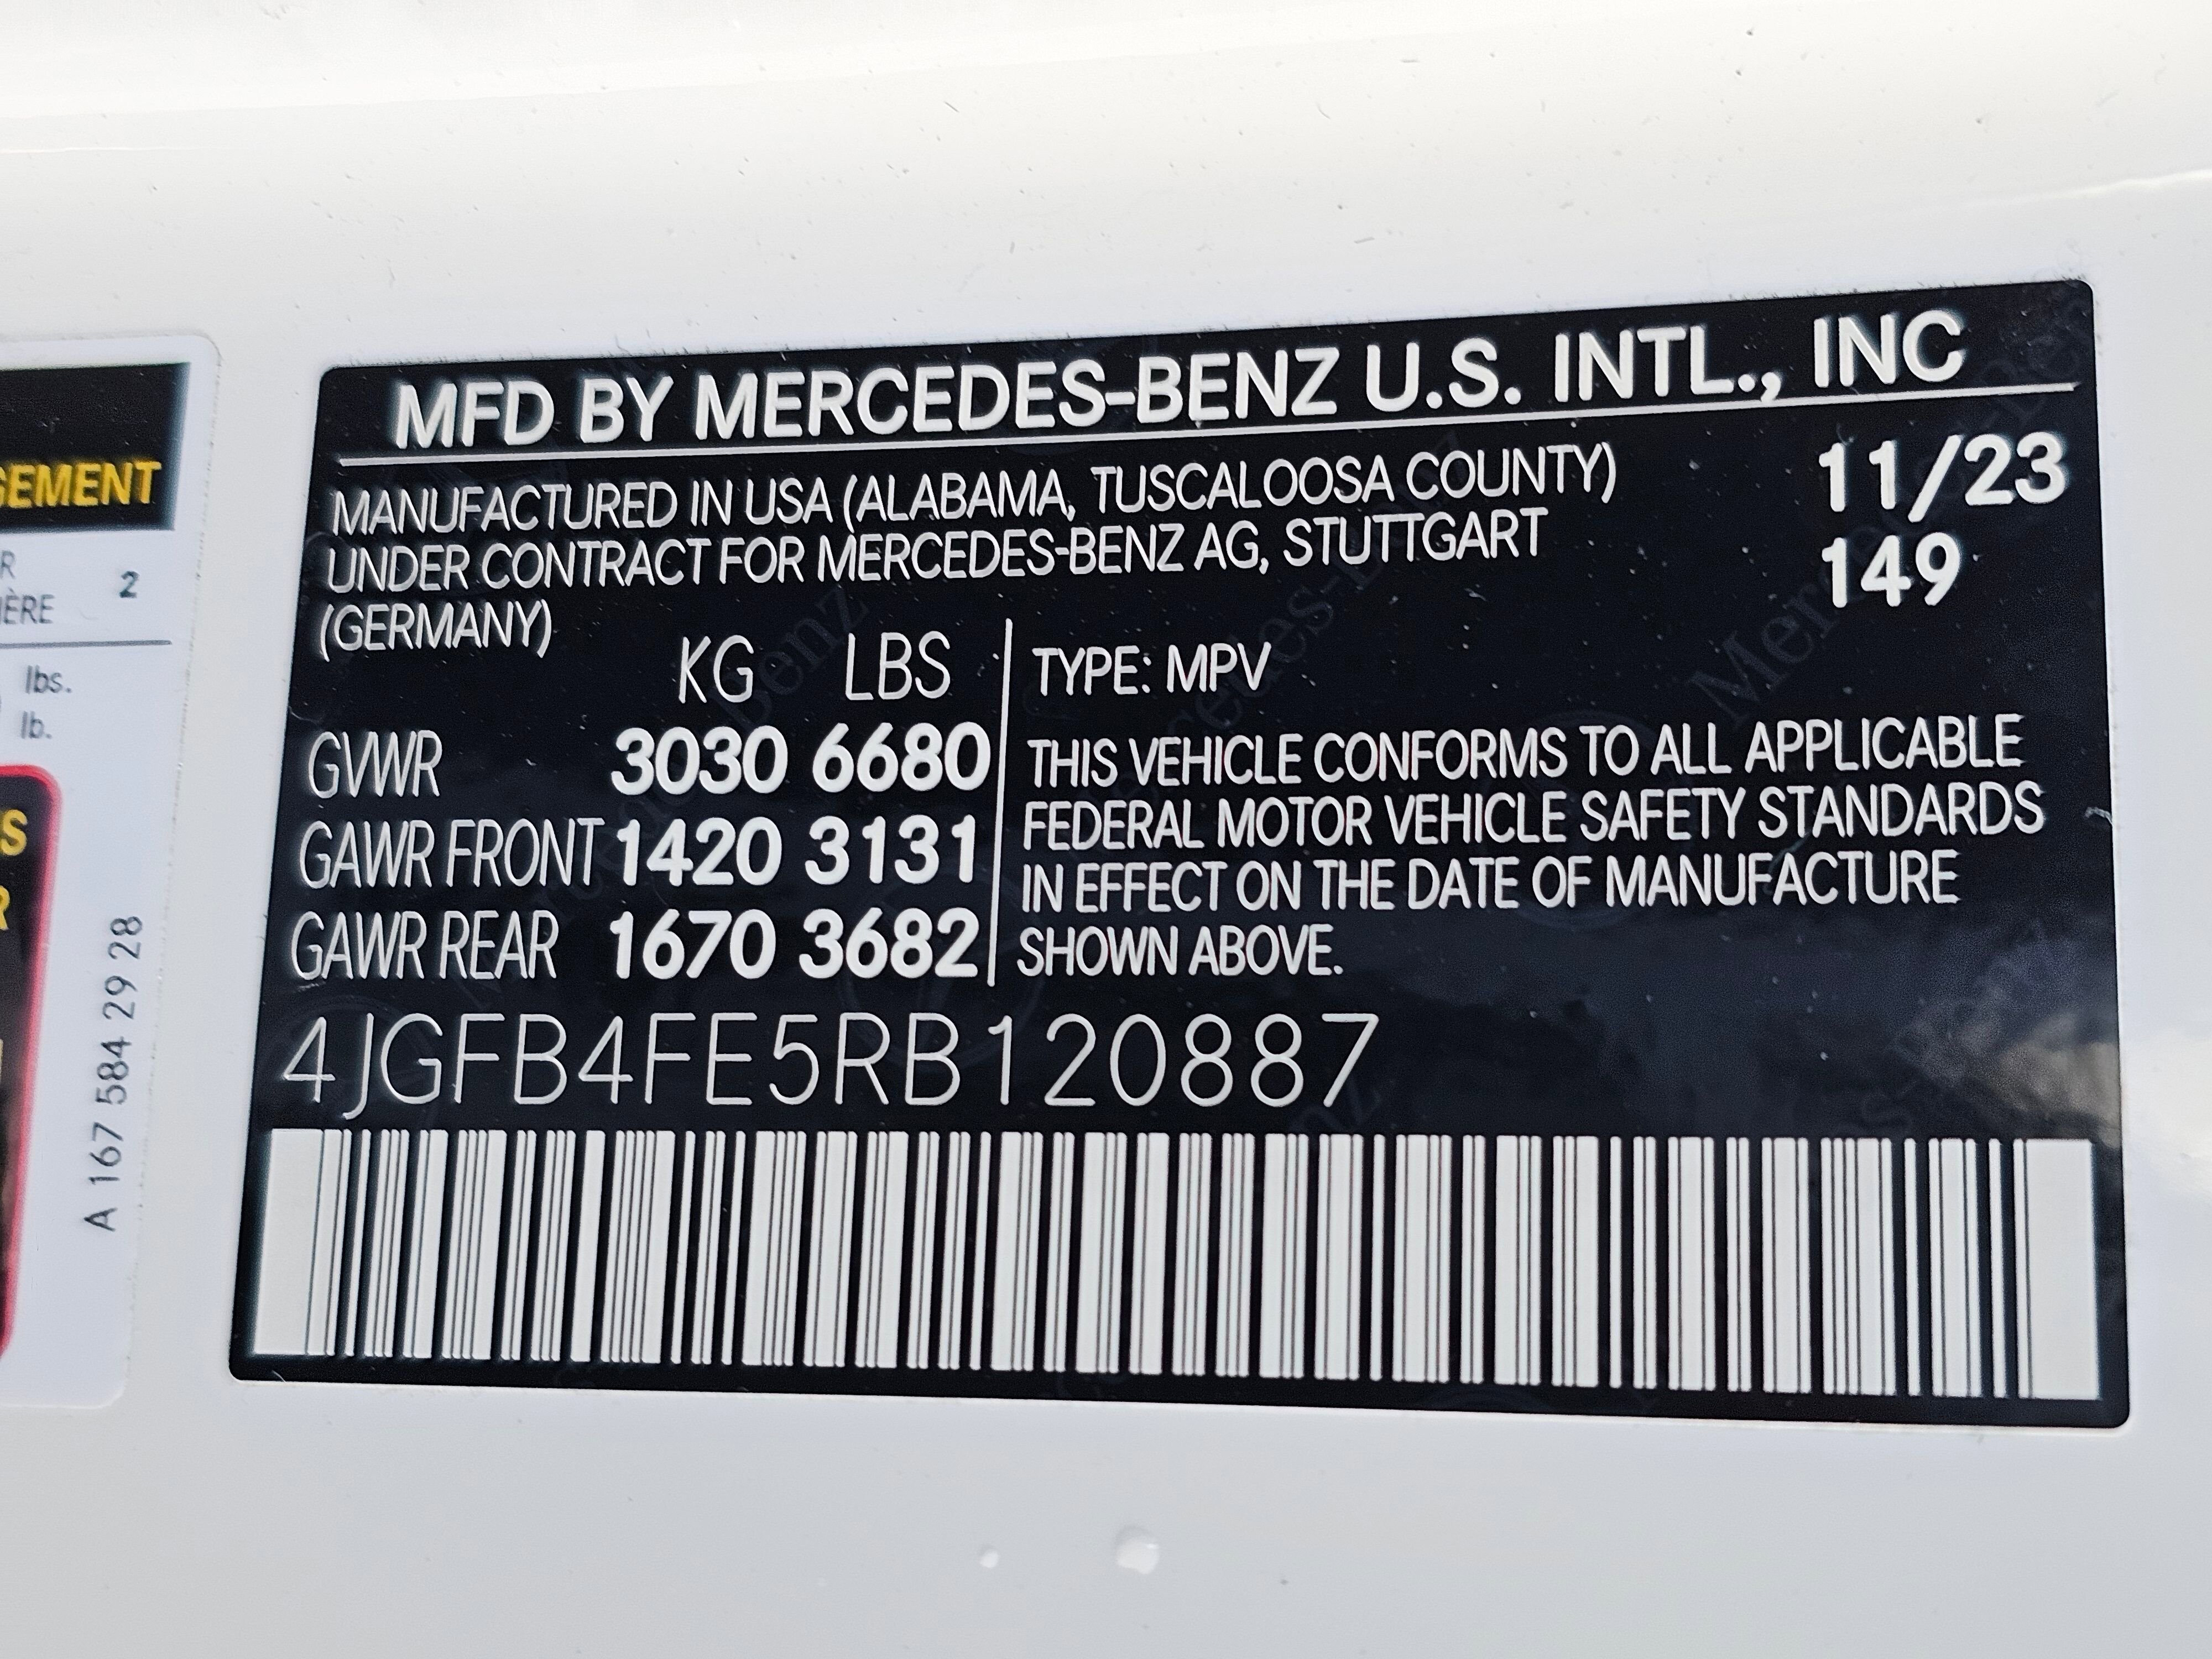 MFD BY MERCEDES-BENZ U.S. INTL., INC
MANUFACTURED IN USA (ALABAMA, TUSCALOOSA COUNTY) 11/23
UNDER CONTRACT FOR MERCEDES-BENZ AG, STUTTGART 149
(GERMANY)
KG LBS
GVWR 3030 6680
GAWR FRONT 1420 3131
GAWR REAR 1670 3682
TYPE: MPV
THIS VEHICLE CONFORMS TO ALL APPLICABLE
FEDERAL MOTOR VEHICLE SAFETY STANDARDS
IN EFFECT ON THE DATE OF MANUFACTURE
SHOWN ABOVE.
4JGFB4FE5RB120887
2
lbs.
lb.
A 167 584 29 28